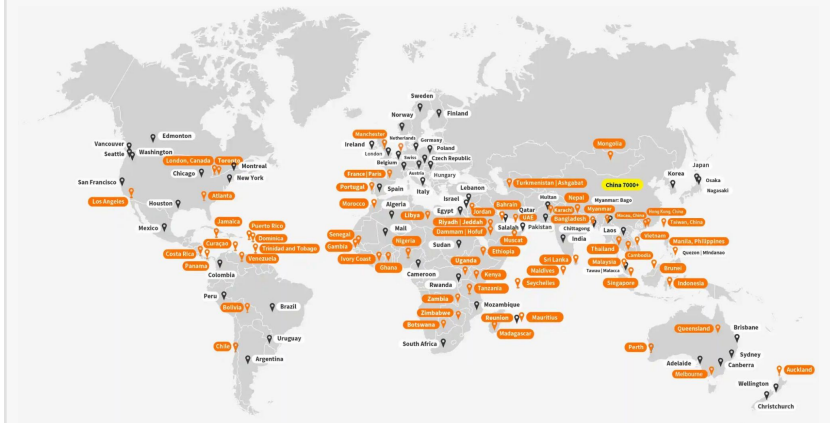 Sweden
Norway
Finland
Manchester
Netherlands
Germany
Ireland
London
Poland
Belgium
Swiss
Czech Republic
Austria
Hungary
France | Paris
Portugal
Spain
Italy
Morocco
Algeria
Edmonton
Vancouver
Seattle
Washington
London, Canada
Toronto
Montreal
Chicago
New York
San Francisco
Los Angeles
Houston
Atlanta
Mexico
Jamaica
Puerto Rico
Dominica
Curaçao
Trinidad and Tobago
Costa Rica
Venezuela
Panama
Colombia
Peru
Brazil
Bolivia
Uruguay
Chile
Argentina
Mongolia
Turkmenistan | Ashgabat
China 7000+
Korea
Japan
Osaka
Nagasaki
Lebanon
Israel
Egypt
Jordan
Libya
Bahrain
Qatar
UAE
Riyadh | Jeddah
Dammam | Hofuf
Salalah
Muscat
Multan
Karachi
Pakistan
Nepal
Bangladesh
Chittagong
India
Myanmar: Bago
Myanmar
Macau, China
Hong Kong, China
Taiwan, China
Laos
Vietnam
Thailand
Cambodia
Manila, Philippines
Quezon | Mindanao
Malaysia
Tawau | Malacca
Singapore
Brunei
Indonesia
Sri Lanka
Maldives
Seychelles
Senegal
Gambia
Mali
Nigeria
Ivory Coast
Ghana
Sudan
Ethiopia
Cameroon
Uganda
Kenya
Rwanda
Tanzania
Zambia
Mozambique
Zimbabwe
Botswana
Reunion
Mauritius
Madagascar
South Africa
Queensland
Brisbane
Perth
Adelaide
Sydney
Canberra
Melbourne
Auckland
Wellington
Christchurch